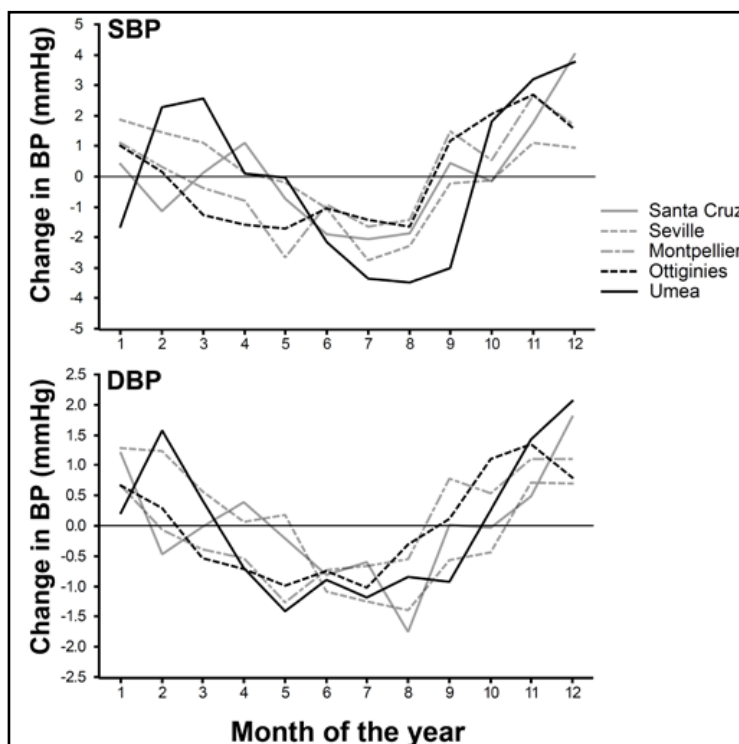 SBP
Change in BP (mmHg)
5
4
3
2
1
0
-1
-2
-3
-4
-5
1 2 3 4 5 6 7 8 9 10 11 12
Santa Cruz
Seville
Montpellier
Ottiginies
Umea
DBP
Change in BP (mmHg)
2.5
2.0
1.5
1.0
0.5
0.0
-0.5
-1.0
-1.5
-2.0
-2.5
1 2 3 4 5 6 7 8 9 10 11 12
Month of the year